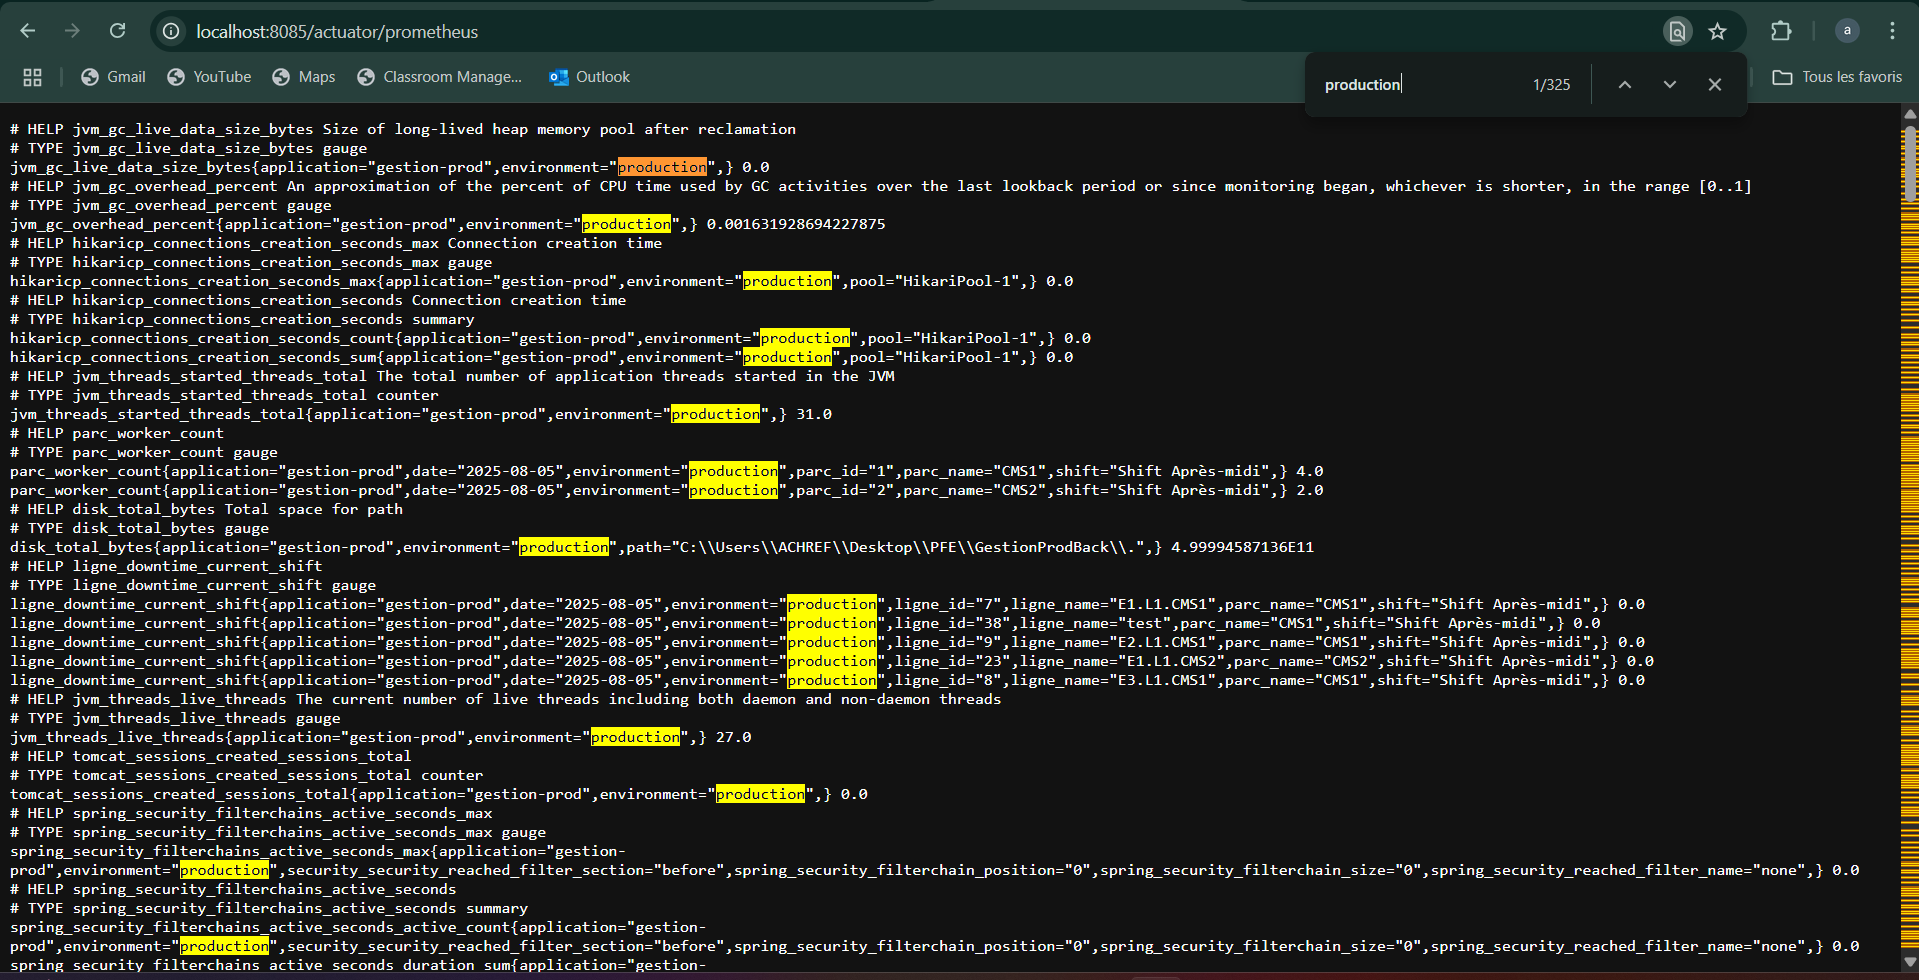 localhost:8085/actuator/prometheus
a
Gmail YouTube Maps Classroom Manage... Outlook Tous les favoris
production 1/325
# HELP jvm_gc_live_data_size_bytes Size of long-lived heap memory pool after reclamation
# TYPE jvm_gc_live_data_size_bytes gauge
jvm_gc_live_data_size_bytes{application="gestion-prod",environment="production",} 0.0
# HELP jvm_gc_overhead_percent An approximation of the percent of CPU time used by GC activities over the last lookback period or since monitoring began, whichever is shorter, in the range [0..1]
# TYPE jvm_gc_overhead_percent gauge
jvm_gc_overhead_percent{application="gestion-prod",environment="production",} 0.001631928694227875
# HELP hikaricp_connections_creation_seconds_max Connection creation time
# TYPE hikaricp_connections_creation_seconds_max gauge
hikaricp_connections_creation_seconds_max{application="gestion-prod",environment="production",pool="HikariPool-1",} 0.0
# HELP hikaricp_connections_creation_seconds Connection creation time
# TYPE hikaricp_connections_creation_seconds summary
hikaricp_connections_creation_seconds_count{application="gestion-prod",environment="production",pool="HikariPool-1",} 0.0
hikaricp_connections_creation_seconds_sum{application="gestion-prod",environment="production",pool="HikariPool-1",} 0.0
# HELP jvm_threads_started_threads_total The total number of application threads started in the JVM
# TYPE jvm_threads_started_threads_total counter
jvm_threads_started_threads_total{application="gestion-prod",environment="production",} 31.0
# HELP parc_worker_count
# TYPE parc_worker_count gauge
parc_worker_count{application="gestion-prod",date="2025-08-05",environment="production",parc_id="1",parc_name="CMS1",shift="Shift Après-midi",} 4.0
parc_worker_count{application="gestion-prod",date="2025-08-05",environment="production",parc_id="2",parc_name="CMS2",shift="Shift Après-midi",} 2.0
# HELP disk_total_bytes Total space for path
# TYPE disk_total_bytes gauge
disk_total_bytes{application="gestion-prod",environment="production",path="C:\\Users\\ACHREF\\Desktop\\PFE\\GestionProdBack\\.",} 4.99994587136E11
# HELP ligne_downtime_current_shift
# TYPE ligne_downtime_current_shift gauge
ligne_downtime_current_shift{application="gestion-prod",date="2025-08-05",environment="production",ligne_id="7",ligne_name="E1.L1.CMS1",parc_name="CMS1",shift="Shift Après-midi",} 0.0
ligne_downtime_current_shift{application="gestion-prod",date="2025-08-05",environment="production",ligne_id="38",ligne_name="test",parc_name="CMS1",shift="Shift Après-midi",} 0.0
ligne_downtime_current_shift{application="gestion-prod",date="2025-08-05",environment="production",ligne_id="9",ligne_name="E2.L1.CMS1",parc_name="CMS1",shift="Shift Après-midi",} 0.0
ligne_downtime_current_shift{application="gestion-prod",date="2025-08-05",environment="production",ligne_id="23",ligne_name="E1.L1.CMS2",parc_name="CMS2",shift="Shift Après-midi",} 0.0
ligne_downtime_current_shift{application="gestion-prod",date="2025-08-05",environment="production",ligne_id="8",ligne_name="E3.L1.CMS1",parc_name="CMS1",shift="Shift Après-midi",} 0.0
# HELP jvm_threads_live_threads The current number of live threads including both daemon and non-daemon threads
# TYPE jvm_threads_live_threads gauge
jvm_threads_live_threads{application="gestion-prod",environment="production",} 27.0
# HELP tomcat_sessions_created_sessions_total
# TYPE tomcat_sessions_created_sessions_total counter
tomcat_sessions_created_sessions_total{application="gestion-prod",environment="production",} 0.0
# HELP spring_security_filterchains_active_seconds_max
# TYPE spring_security_filterchains_active_seconds_max gauge
spring_security_filterchains_active_seconds_max{application="gestion-
prod",environment="production",security_security_reached_filter_section="before",spring_security_filterchain_position="0",spring_security_filterchain_size="0",spring_security_reached_filter_name="none",} 0.0
# HELP spring_security_filterchains_active_seconds
# TYPE spring_security_filterchains_active_seconds summary
spring_security_filterchains_active_seconds_active_count{application="gestion-
prod",environment="production",security_security_reached_filter_section="before",spring_security_filterchain_position="0",spring_security_filterchain_size="0",spring_security_reached_filter_name="none",} 0.0
spring_security_filterchains_active_seconds_duration_sum{application="gestion-